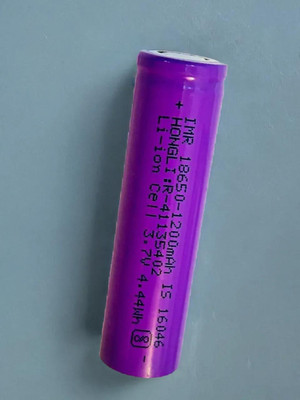 + IMR 18650-1200mAh IS 16046
HONGLI:R-41135402
Li-ion Cell 3.7V 4.44Wh -